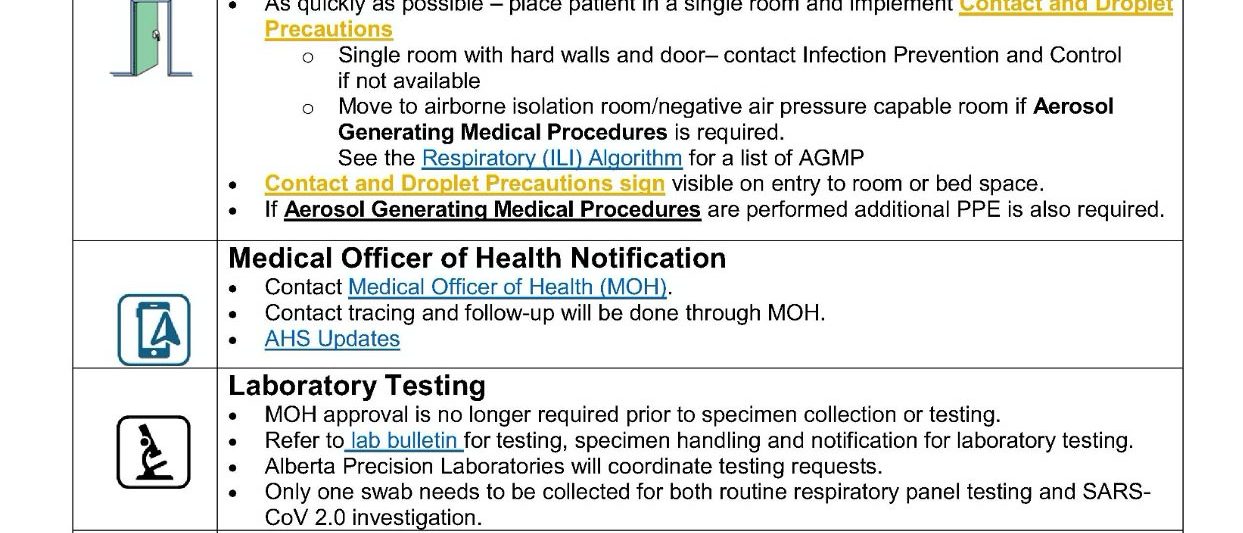 As quickly as possible – place patient in a single room and implement Contact and Droplet
Precautions
Single room with hard walls and door– contact Infection Prevention and Control
if not available
Move to airborne isolation room/negative air pressure capable room if Aerosol
Generating Medical Procedures is required.
See the Respiratory (ILI) Algorithm for a list of AGMP
Contact and Droplet Precautions sign visible on entry to room or bed space.
If Aerosol Generating Medical Procedures are performed additional PPE is also required.
Medical Officer of Health Notification
Contact Medical Officer of Health (MOH).
Contact tracing and follow-up will be done through MOH.
AHS Updates
Laboratory Testing
MOH approval is no longer required prior to specimen collection or testing.
Refer to lab bulletin for testing, specimen handling and notification for laboratory testing.
Alberta Precision Laboratories will coordinate testing requests.
Only one swab needs to be collected for both routine respiratory panel testing and SARS-
CoV 2.0 investigation.